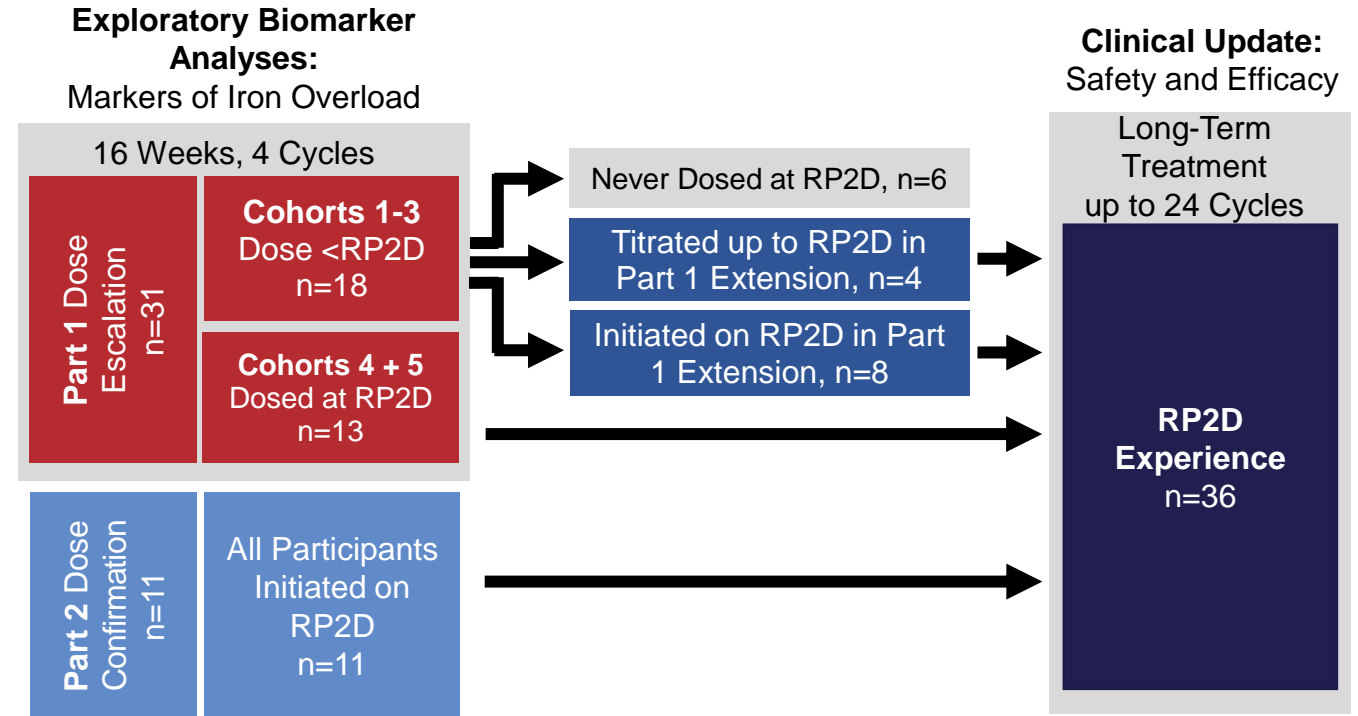 Exploratory Biomarker
Analyses:
Markers of Iron Overload
16 Weeks, 4 Cycles
Part 1 Dose
Escalation
n=31
Cohorts 1-3
Dose <RP2D
n=18
Cohorts 4 + 5
Dosed at RP2D
n=13
Part 2 Dose
Confirmation
n=11
All Participants
Initiated on
RP2D
n=11
Never Dosed at RP2D, n=6
Titrated up to RP2D in
Part 1 Extension, n=4
Initiated on RP2D in Part
1 Extension, n=8
Clinical Update:
Safety and Efficacy
Long-Term
Treatment
up to 24 Cycles
RP2D
Experience
n=36